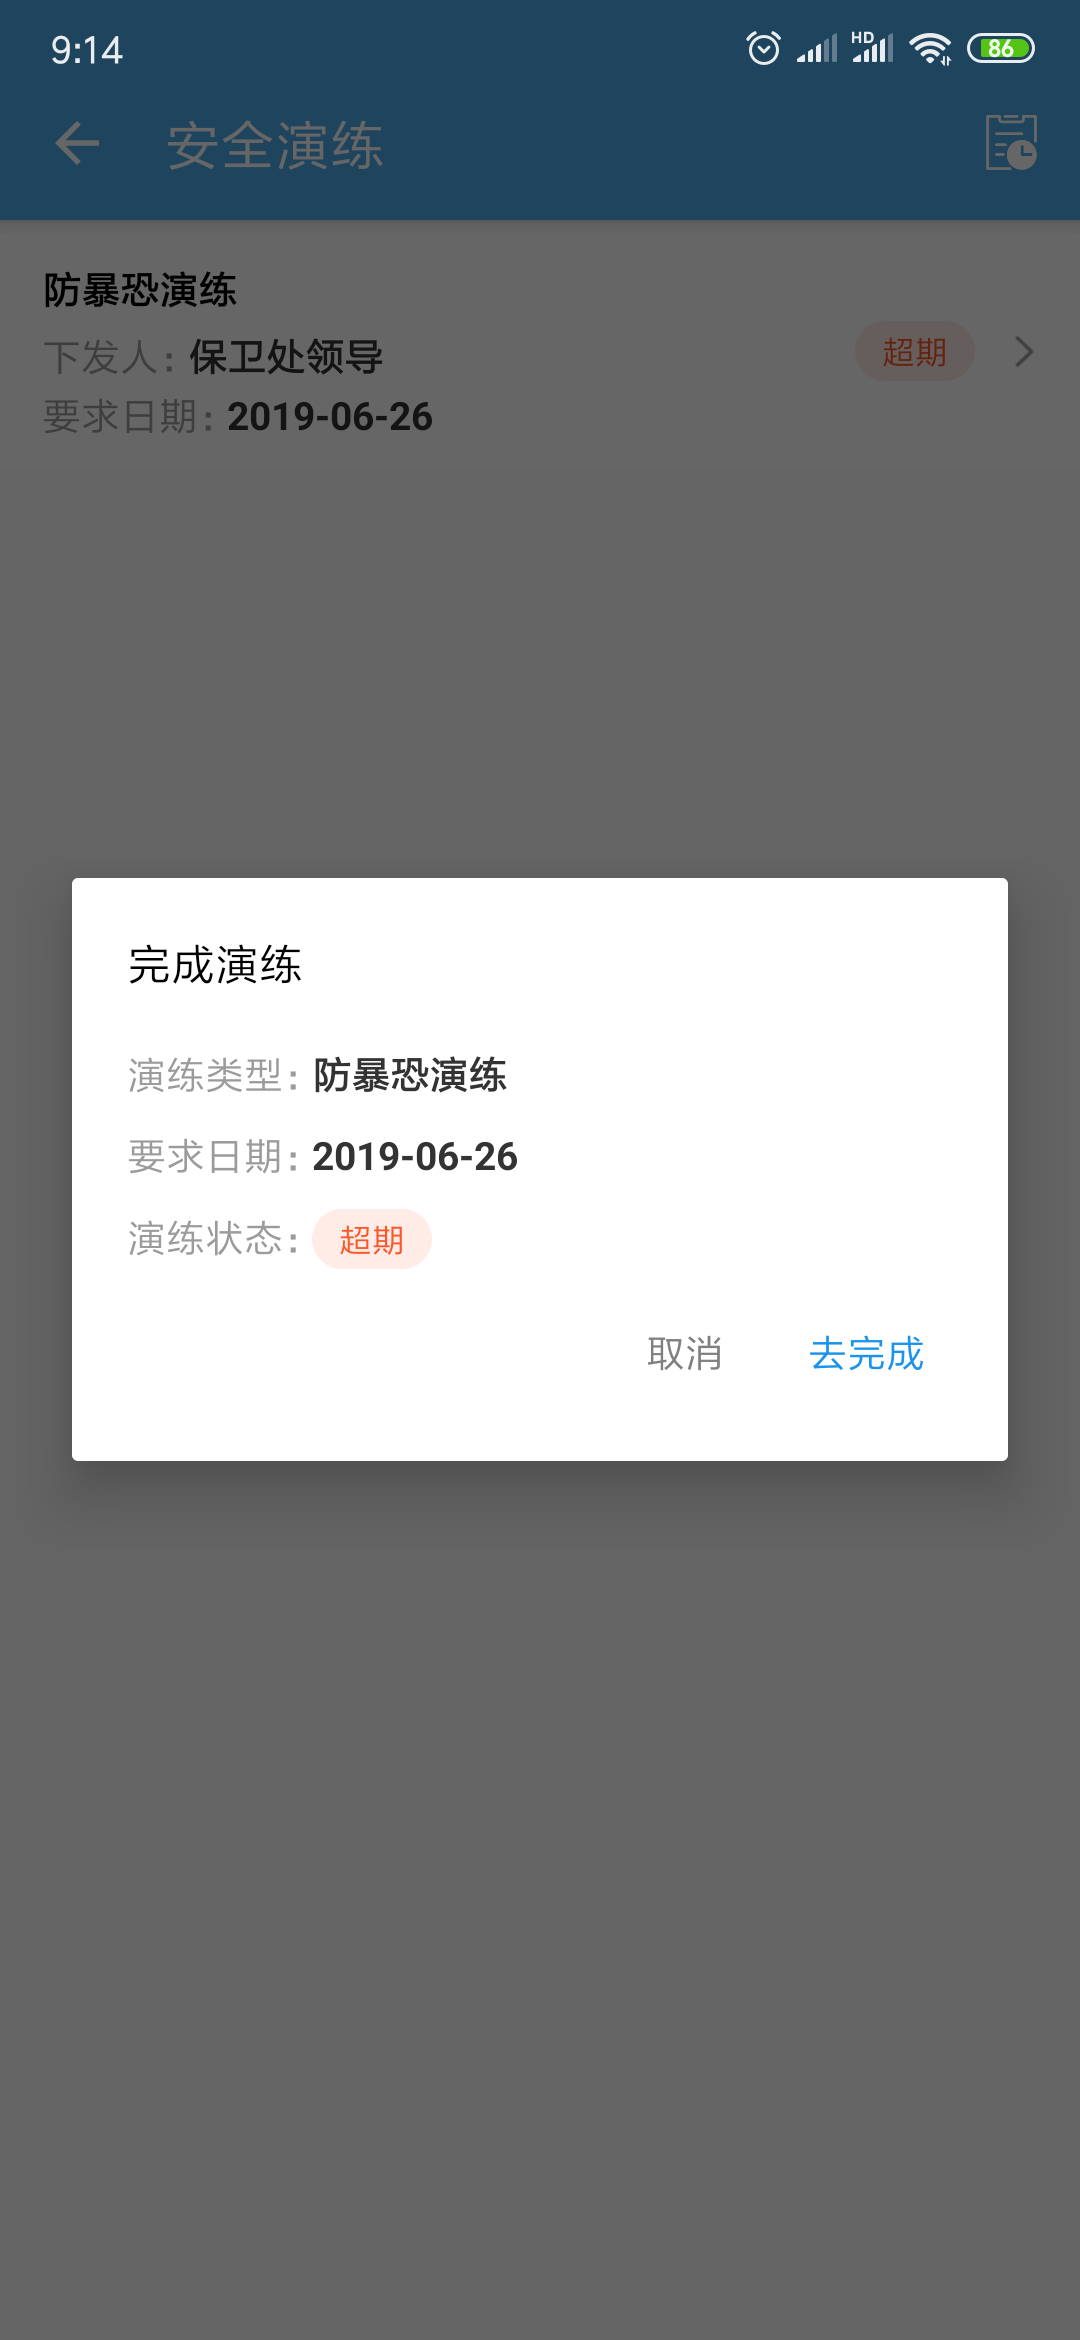 9:14
HD
86
安全演练
防暴恐演练
下发人: 保卫处领导
超期
要求日期: 2019-06-26
完成演练
演练类型: 防暴恐演练
要求日期: 2019-06-26
演练状态: 超期
取消 去完成